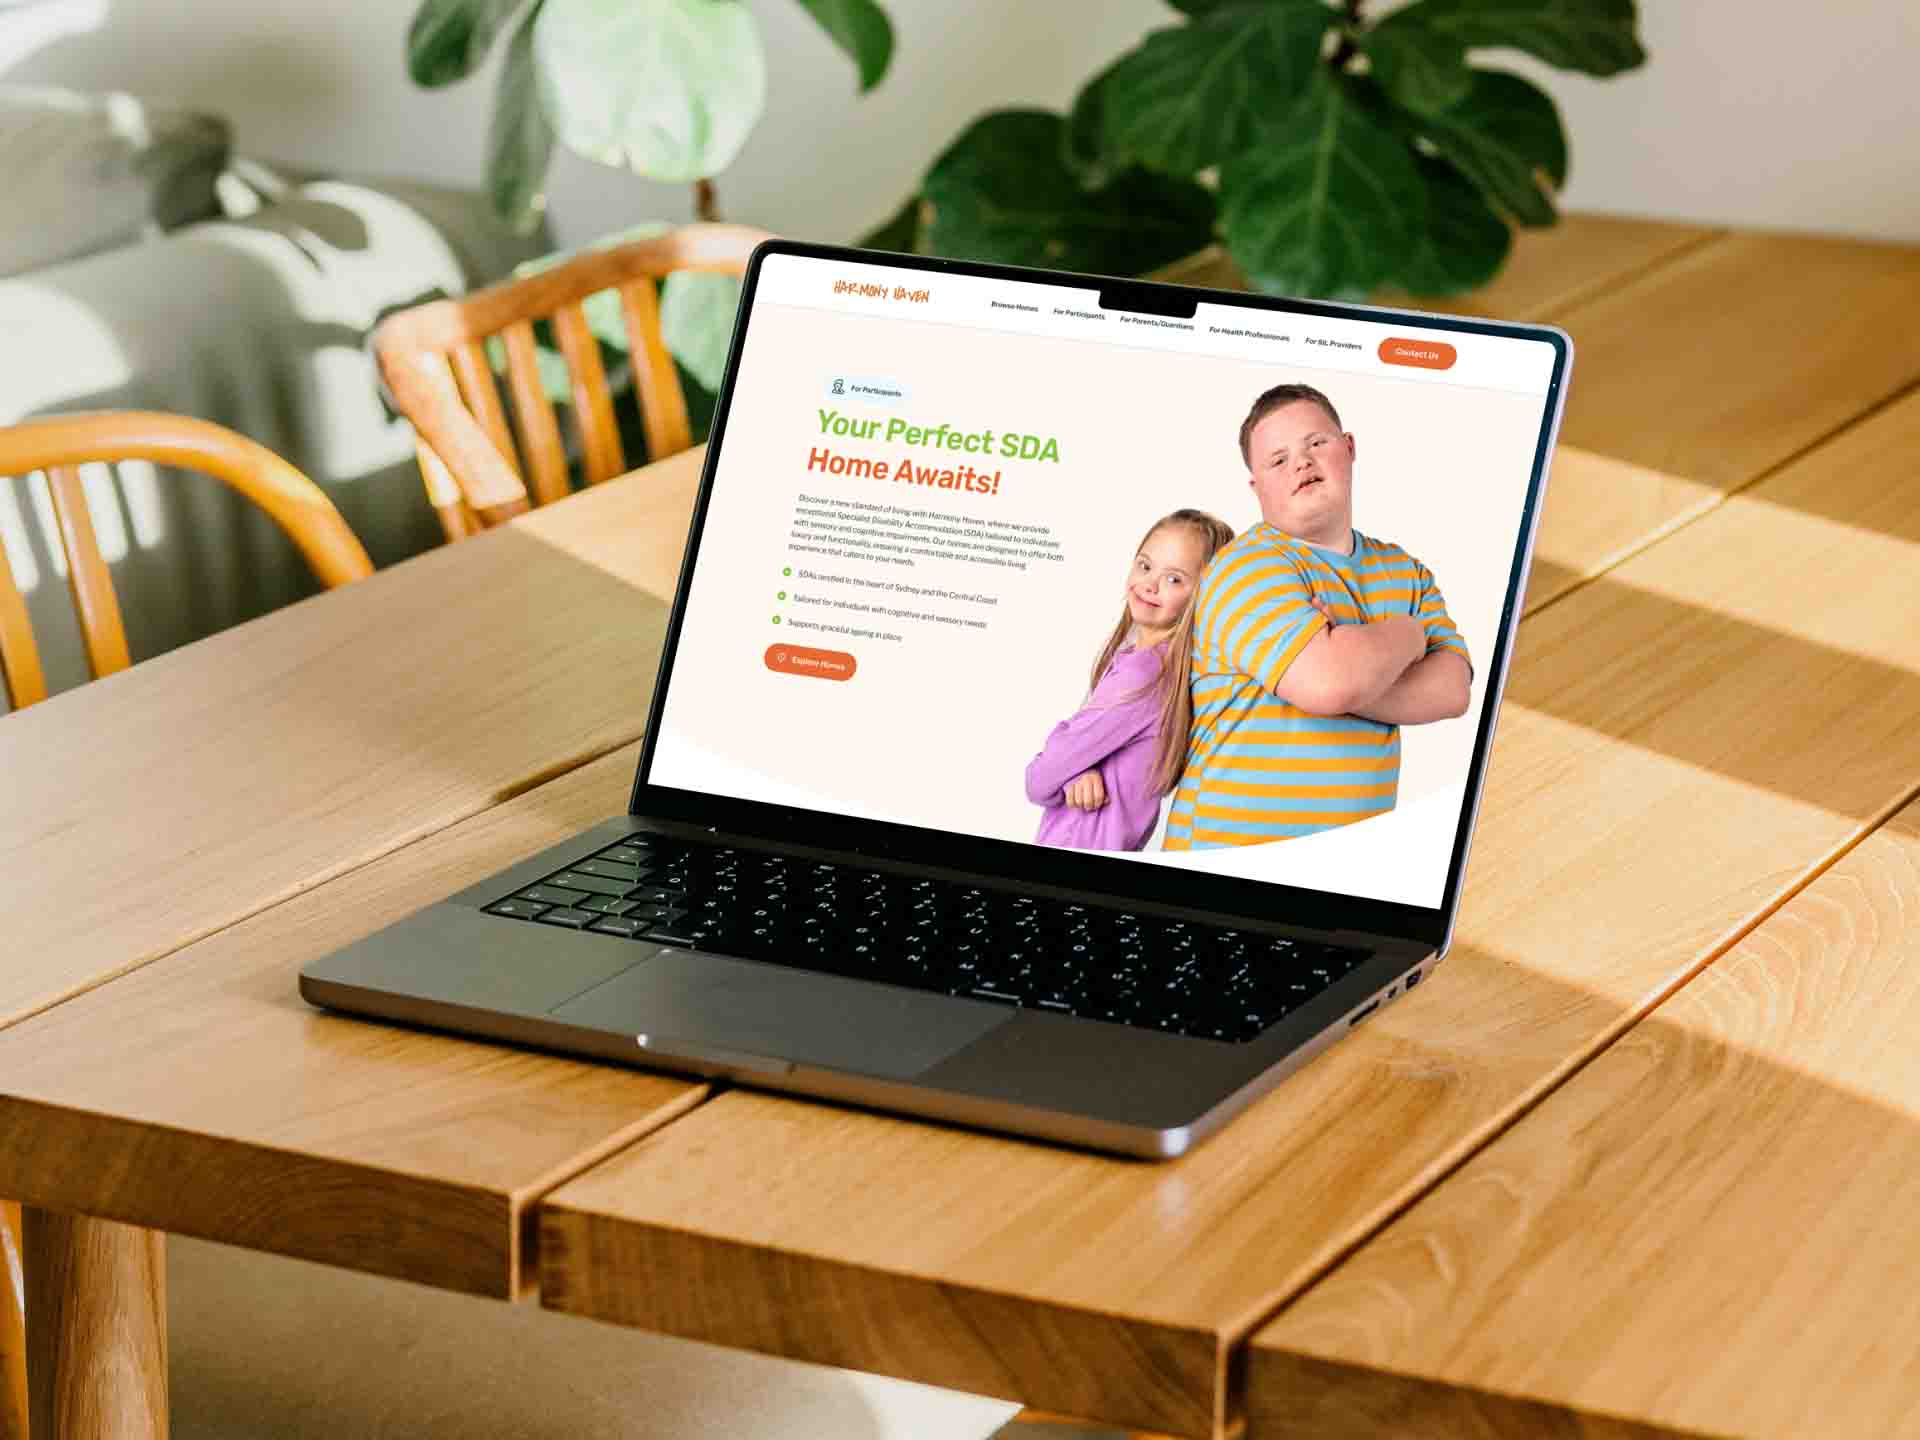 HARMONY HAVEN
Browse Homes
For Participants
For Parents/Guardians
For Health Professionals
For SIL Providers
Contact Us
For Participants
Your Perfect SDA
Home Awaits!
Discover a new standard of living with Harmony Haven, where we provide
exceptional Specialist Disability Accommodation (SDA) tailored to individuals
with sensory and cognitive impairments. Our homes are designed to offer both
luxury and functionality, ensuring a comfortable and accessible living
experience that caters to your needs.
SDAs nestled in the heart of Sydney and the Central Coast
Tailored for individuals with cognitive and sensory needs
Supports graceful ageing in place
Explore Homes